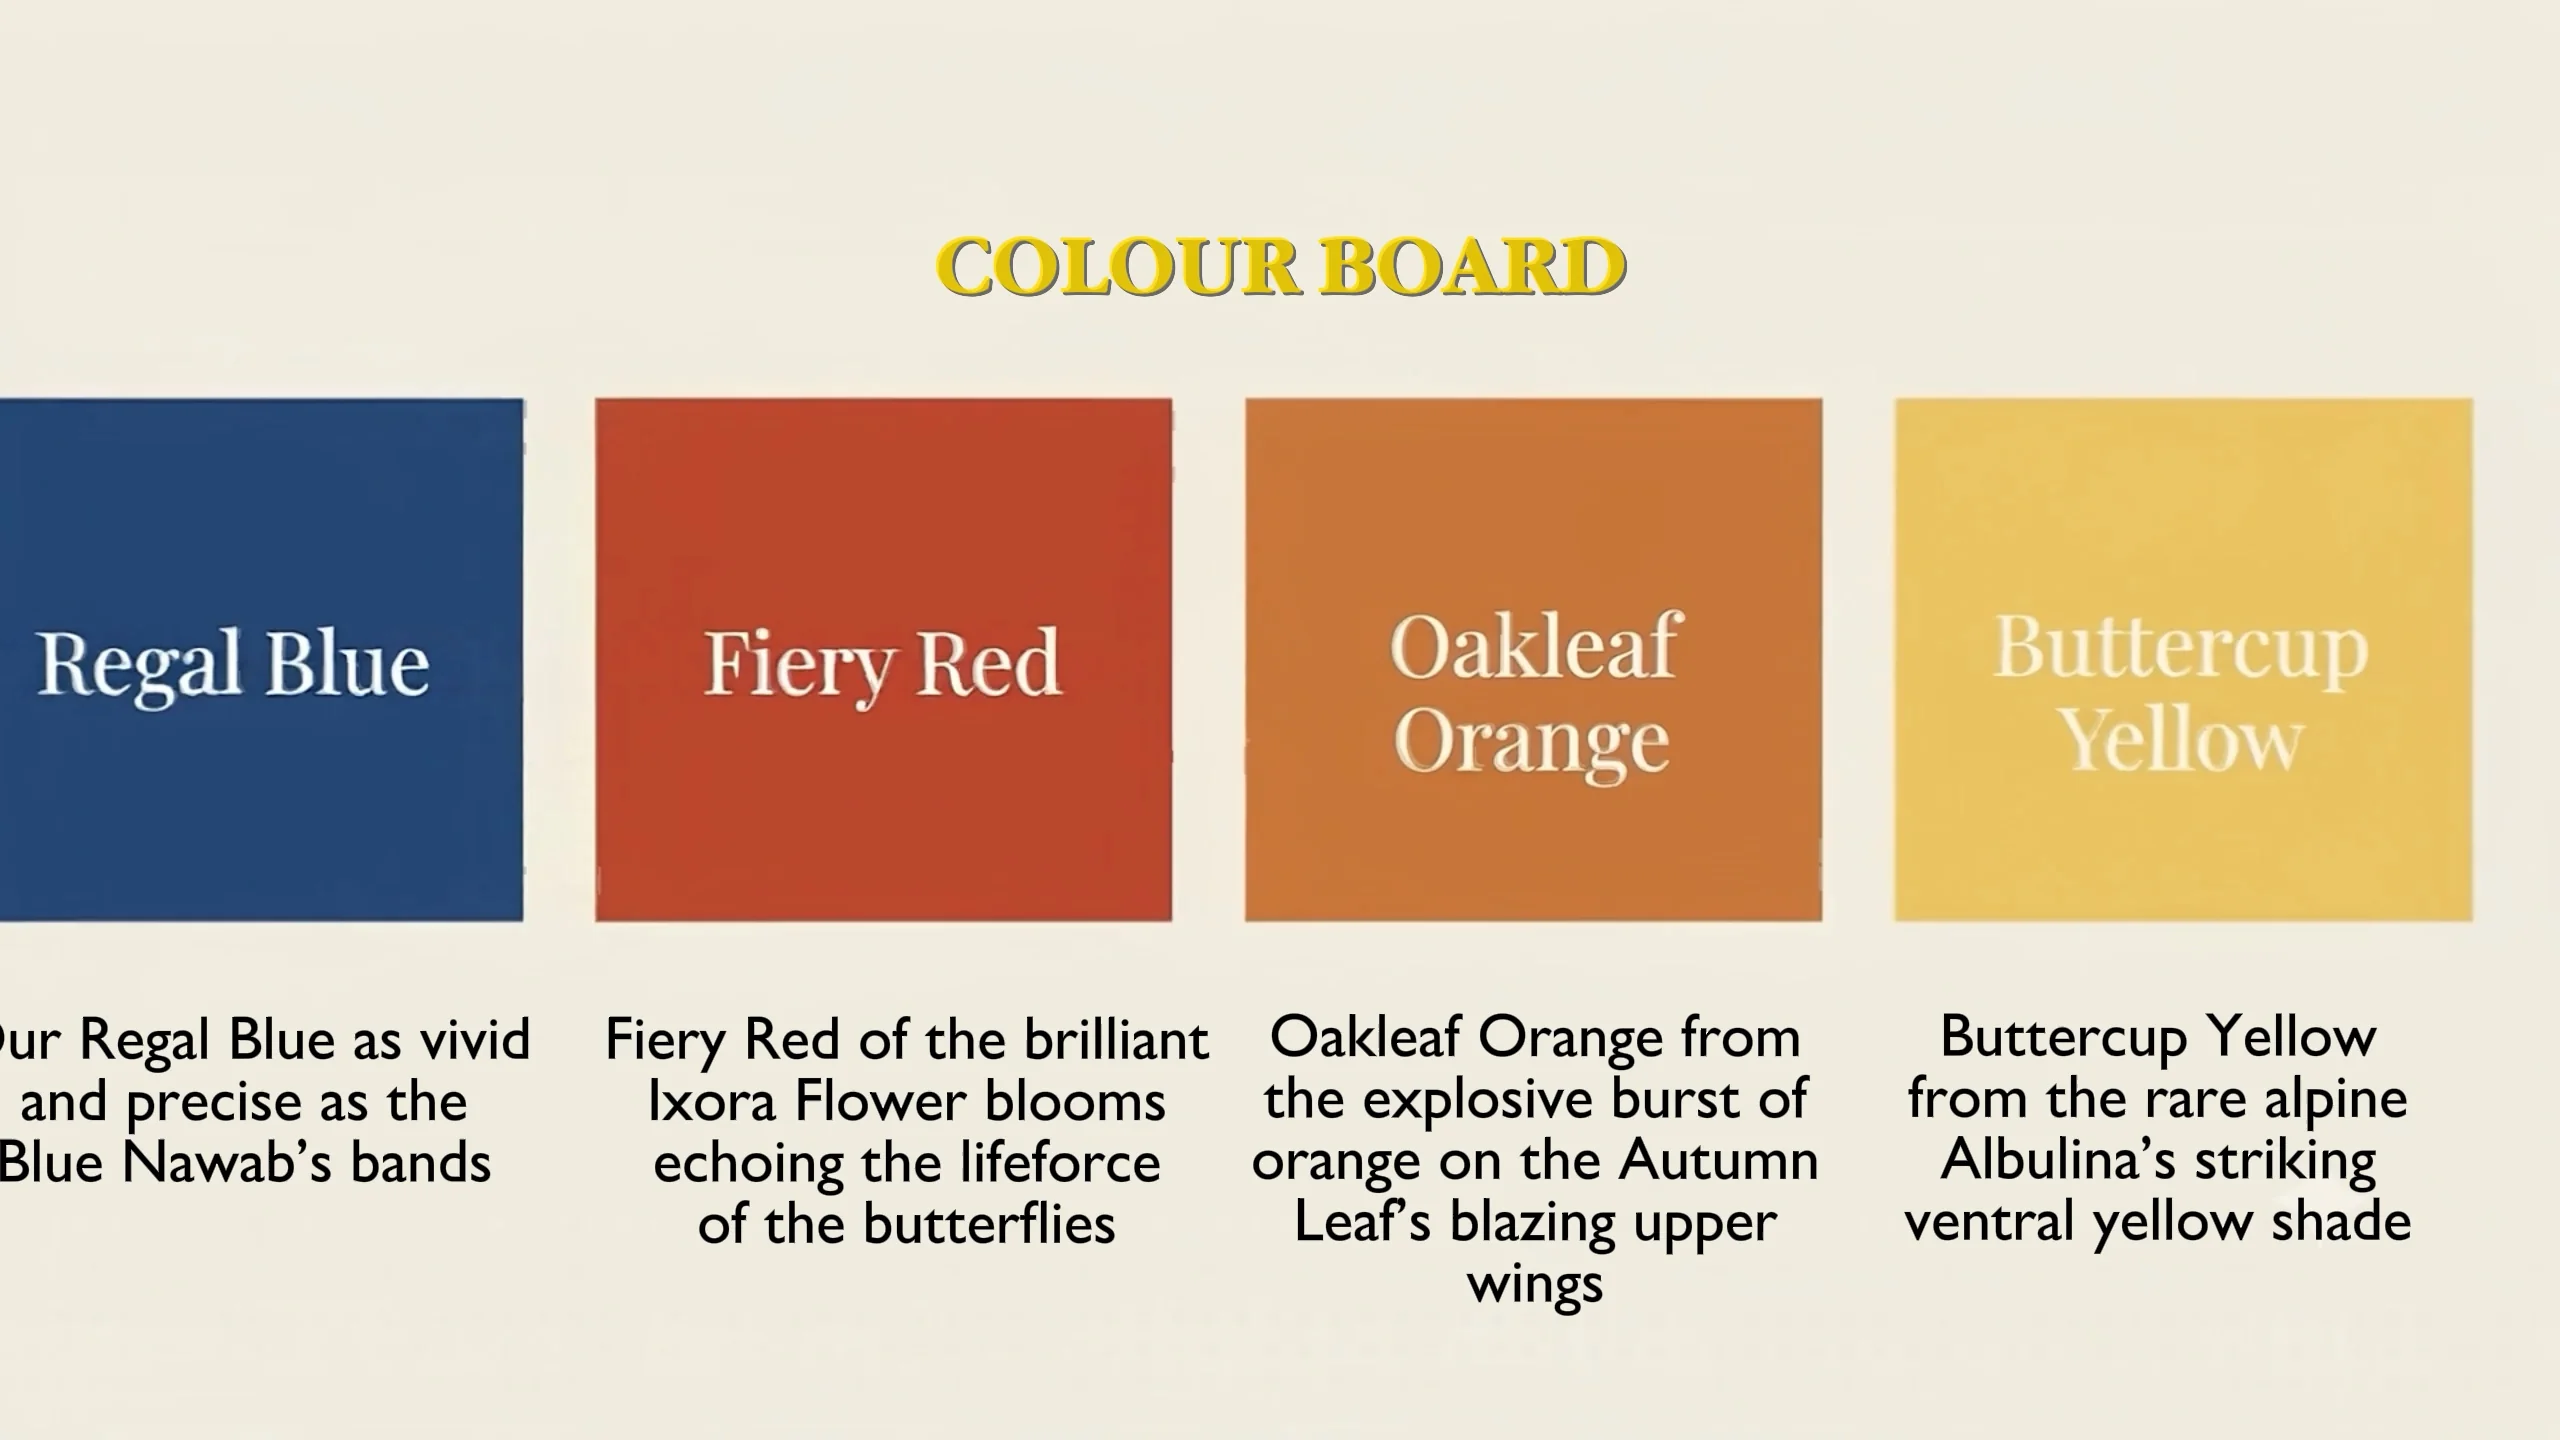 COLOUR BOARD
Regal Blue
Fiery Red
Oakleaf
Orange
Buttercup
Yellow
Our Regal Blue as vivid
and precise as the
Blue Nawab’s bands
Fiery Red of the brilliant
Ixora Flower blooms
echoing the lifeforce
of the butterflies
Oakleaf Orange from
the explosive burst of
orange on the Autumn
Leaf’s blazing upper
wings
Buttercup Yellow
from the rare alpine
Albulina’s striking
ventral yellow shade